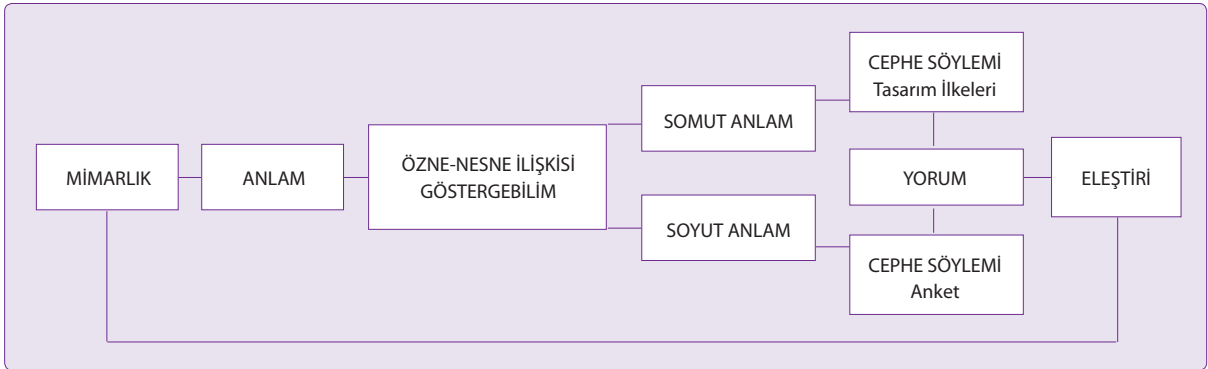 MİMARLIK
ANLAM
ÖZNE-NESNE İLİŞKİSİ
GÖSTERGEBİLİM
SOMUT ANLAM
SOYUT ANLAM
CEPHE SÖYLEMİ
Tasarım İlkeleri
YORUM
CEPHE SÖYLEMİ
Anket
ELEŞTİRİ